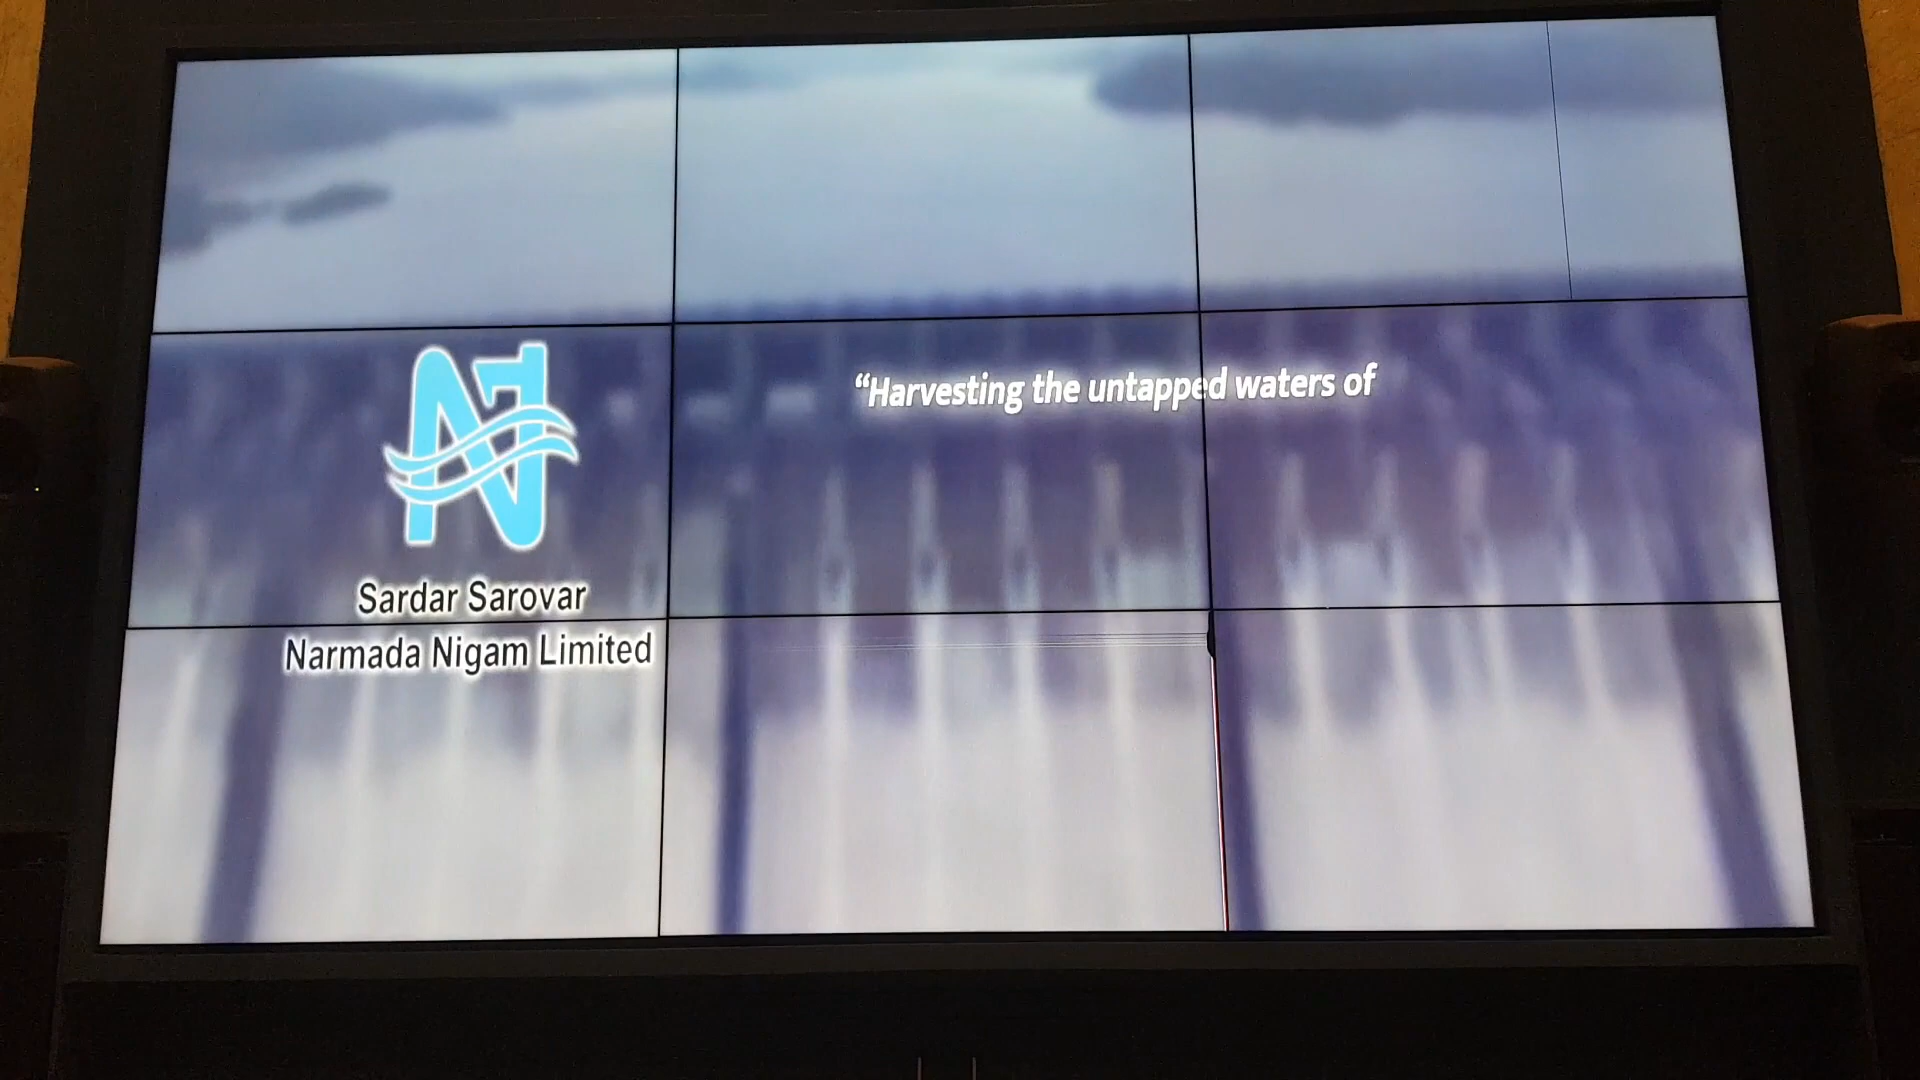 Sardar Sarovar
Narmada Nigam Limited
“Harvesting the untapped waters of